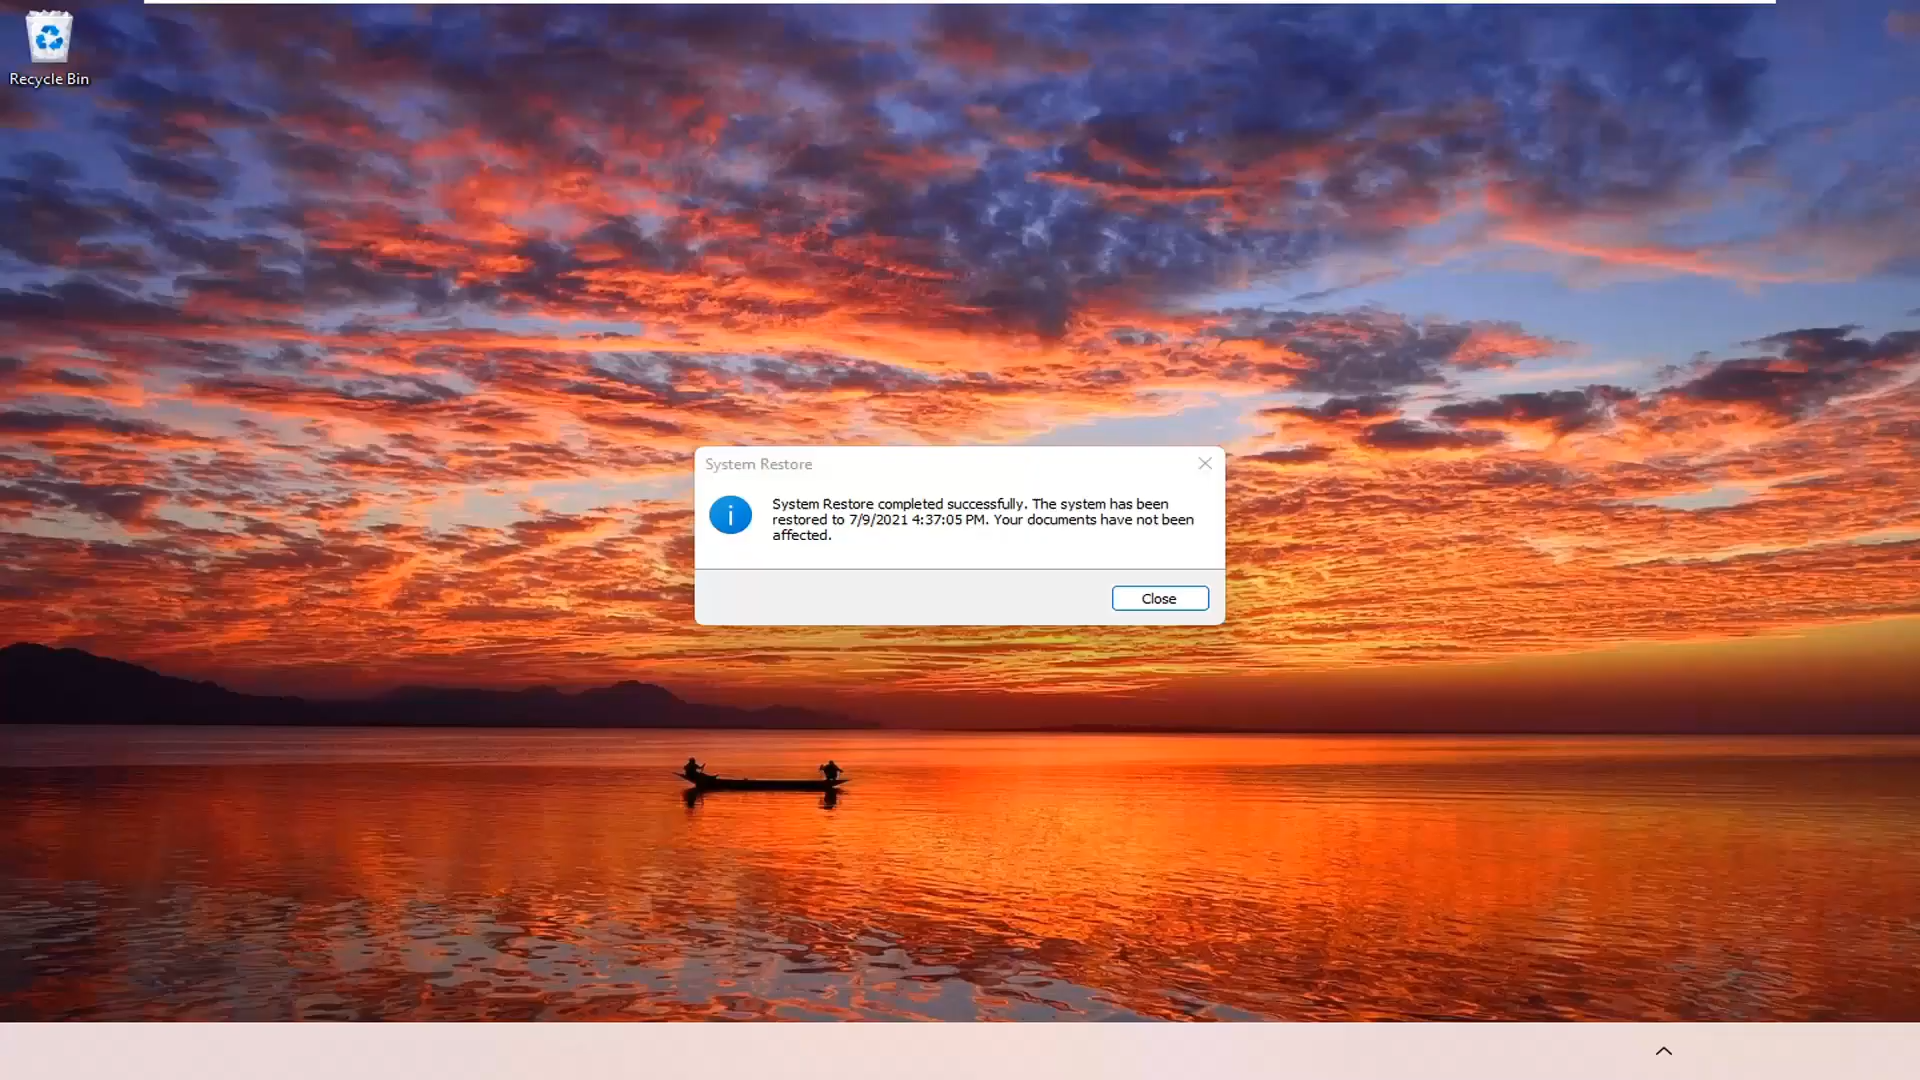 Recycle Bin
System Restore
System Restore completed successfully. The system has been
restored to 7/9/2021 4:37:05 PM. Your documents have not been
affected.
Close